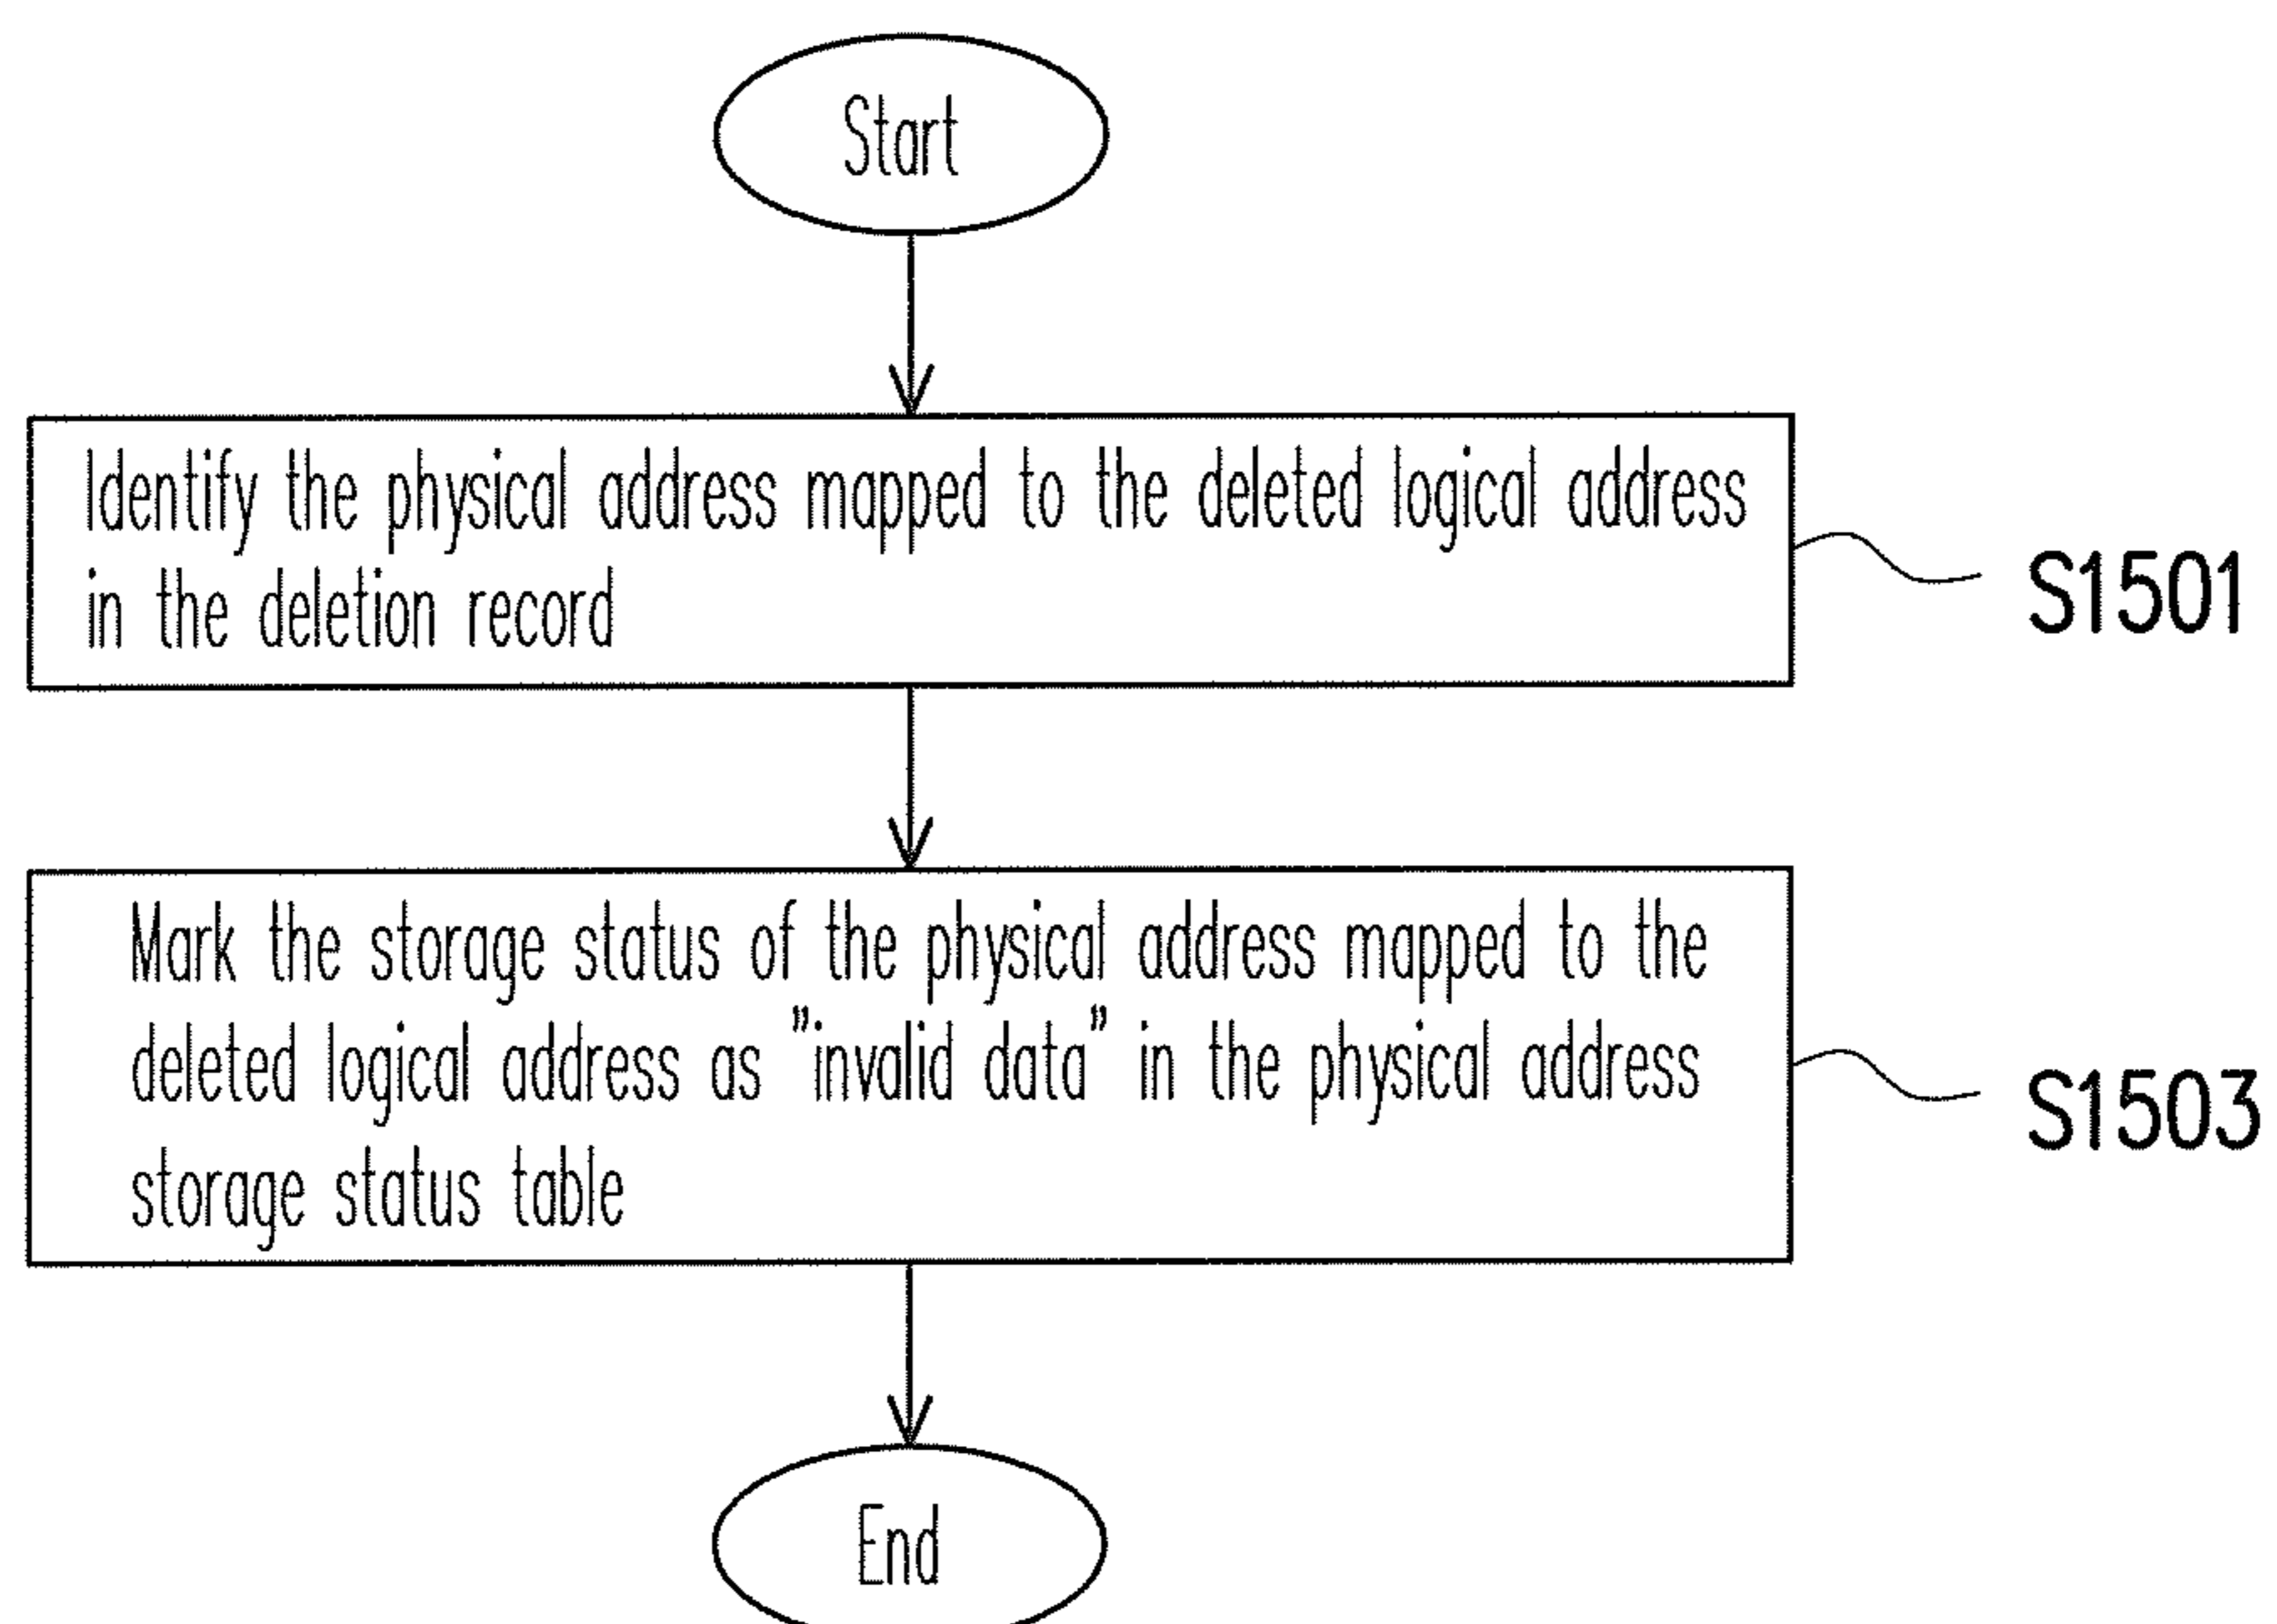 Start
Identify the physical address mapped to the deleted logical address
in the deletion record
S1501
Mark the storage status of the physical address mapped to the
deleted logical address as "invalid data" in the physical address
storage status table
S1503
End